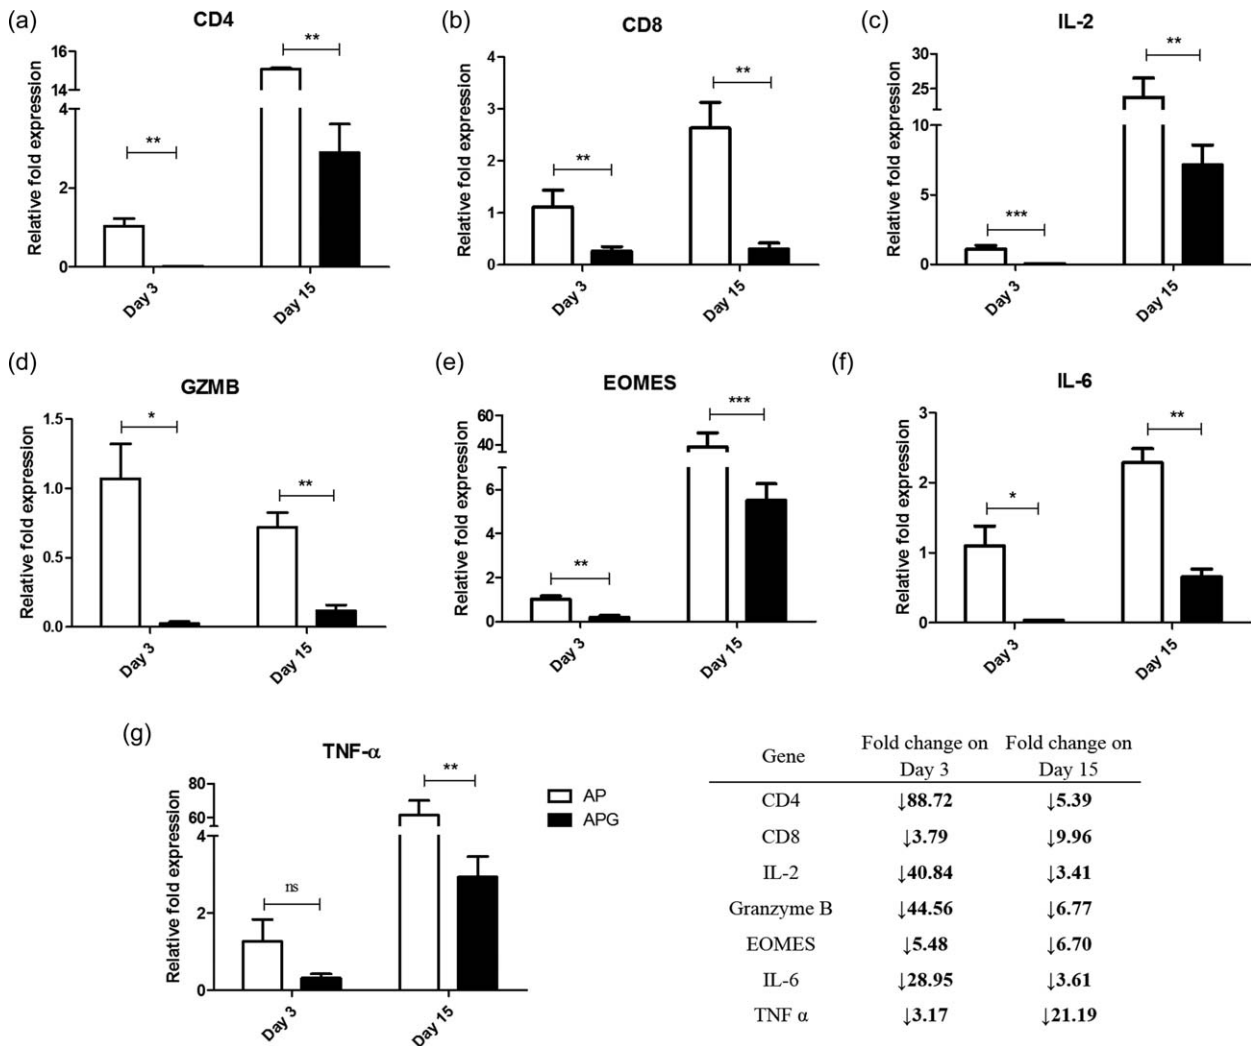 (a)
CD4
Relative fold expression
16
14
4
2
0
**
**
Day 3
Day 15
(b)
CD8
Relative fold expression
4
3
2
1
0
**
**
Day 3
Day 15
(c)
IL-2
Relative fold expression
30
25
10
5
0
***
**
Day 3
Day 15
(d)
GZMB
Relative fold expression
1.5
1.0
0.5
0.0
*
**
Day 3
Day 15
(e)
EOMES
Relative fold expression
60
40
6
4
2
0
**
***
Day 3
Day 15
(f)
IL-6
Relative fold expression
3
2
1
0
*
**
Day 3
Day 15
(g)
TNF-α
Relative fold expression
80
60
4
2
0
ns
**
Day 3
Day 15
AP
APG
Gene Fold change on Day 3 Fold change on Day 15
CD4 ↓88.72 ↓5.39
CD8 ↓3.79 ↓9.96
IL-2 ↓40.84 ↓3.41
Granzyme B ↓44.56 ↓6.77
EOMES ↓5.48 ↓6.70
IL-6 ↓28.95 ↓3.61
TNF α ↓3.17 ↓21.19